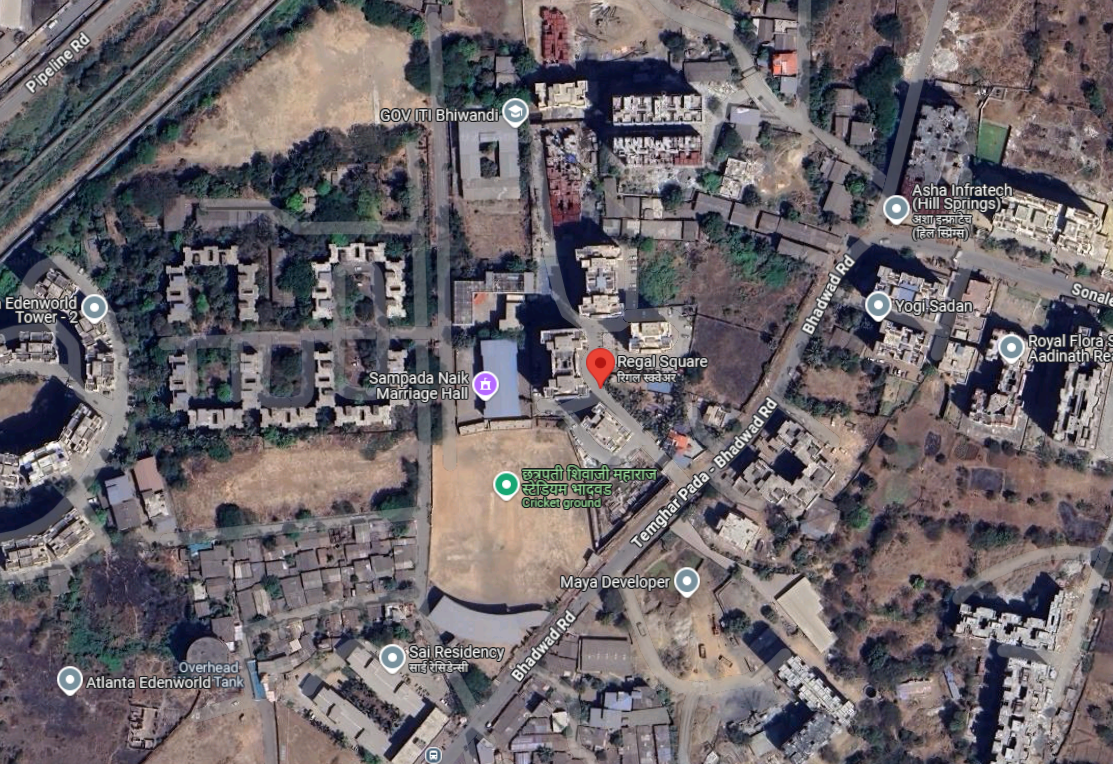 Pipeline Rd
GOV ITI Bhiwandi
Asha Infratech
(Hill Springs)
अशा इन्फ्राटेच
(हिल स्प्रिंग्स)
Edenworld
Tower - 2
Bhadwad Rd
Yogi Sadan
Royal Flora
Aadinath
Regal Square
रिगल स्क्वेअर
Sampada Naik
Marriage Hall
छत्रपती शिवाजी महाराज
स्टेडियम भादवड
Cricket ground
Temghar Pada - Bhadwad Rd
Maya Developer
Bhadwad Rd
Sai Residency
साई रेसिडेन्सी
Overhead
Tank
Atlanta Edenworld